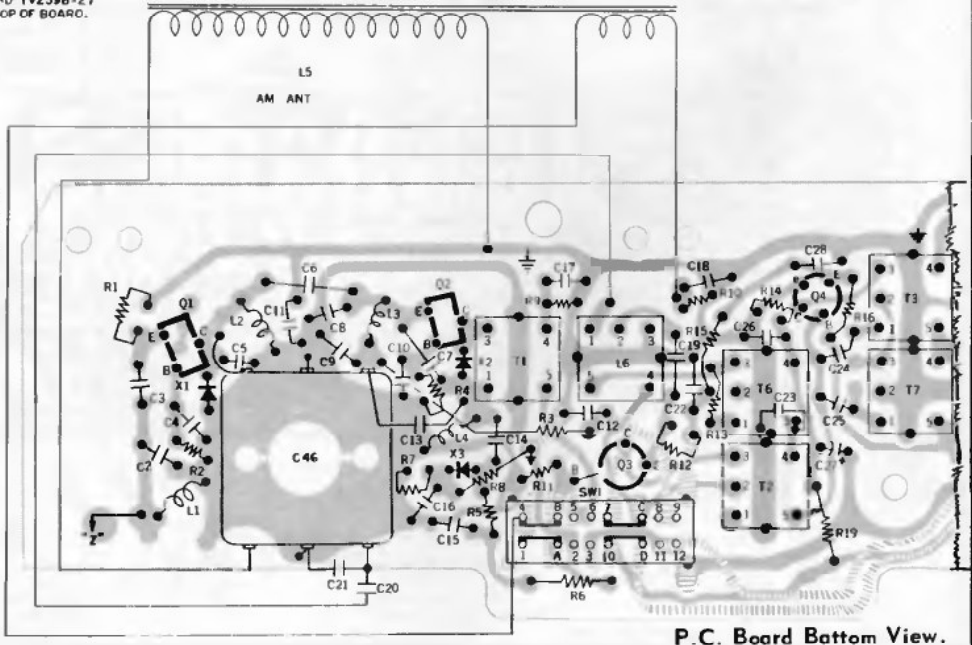 TOP OF BOARD.
L5
AM ANT
R1
Q1
E
C
B
X1
C3
C4
C2
R2
L1
"Z"
L2
C5
C11
C6
C8
C9
L3
C10
Q2
E
C
B
C7
X2
R4
C46
C13
L4
C14
X3
R7
R8
C16
R5
C15
C21
C20
3
4
T1
1
5
R3
R11
C17
R9
1
2
3
L6
5
4
C12
C
Q3
B
SW1
4
B
5
6
7
C
8
9
1
A
2
3
10
D
11
12
R6
C18
R10
R15
C19
C22
R13
R12
C28
R14
Q4
E
B
C26
R16
C24
3
4
2
T6
C23
1
5
C25
C27
+
3
4
2
T2
1
5
R19
3
4
2
T3
1
5
3
4
2
T7
1
5
P.C. Board Bottom View.